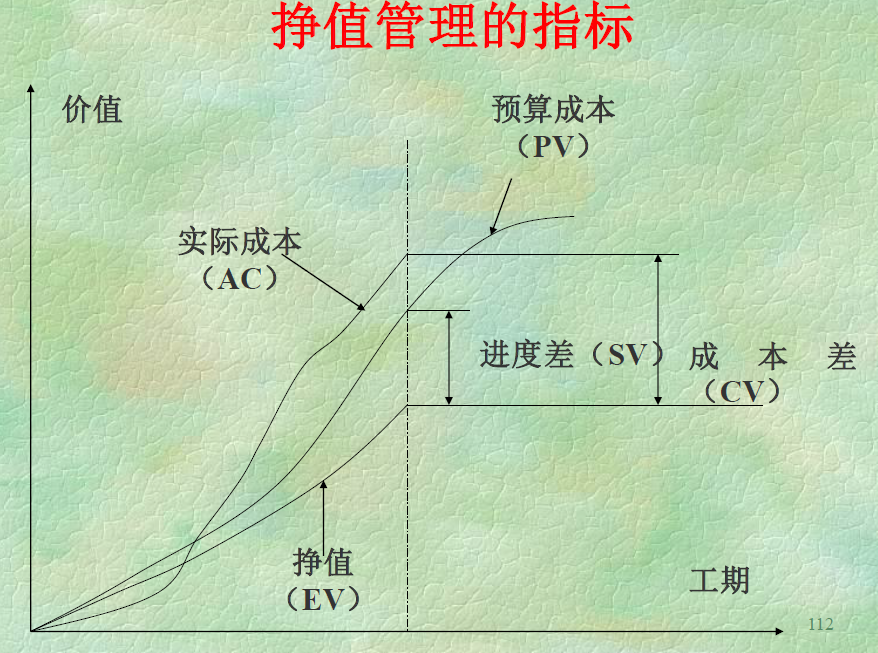 挣值管理的指标
价值
预算成本
（PV）
实际成本
（AC）
进度差（SV）
成 本 差
（CV）
挣值
（EV）
工期
112